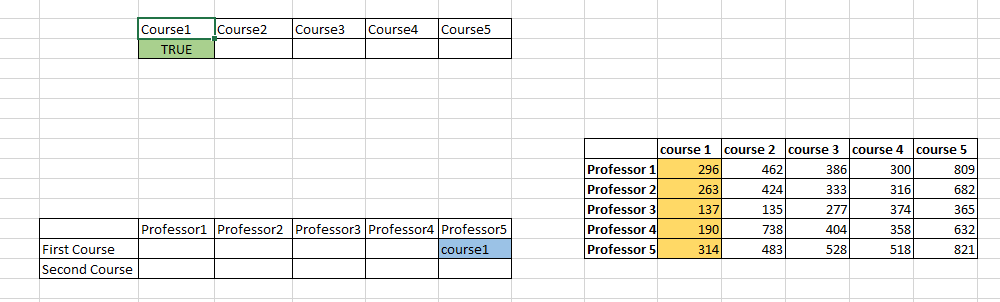 Course1 Course2 Course3 Course4 Course5
TRUE
course 1 course 2 course 3 course 4 course 5
Professor 1 296 462 386 300 809
Professor 2 263 424 333 316 682
Professor 3 137 135 277 374 365
Professor 4 190 738 404 358 632
Professor 5 314 483 528 518 821
Professor1 Professor2 Professor3 Professor4 Professor5
First Course course1
Second Course